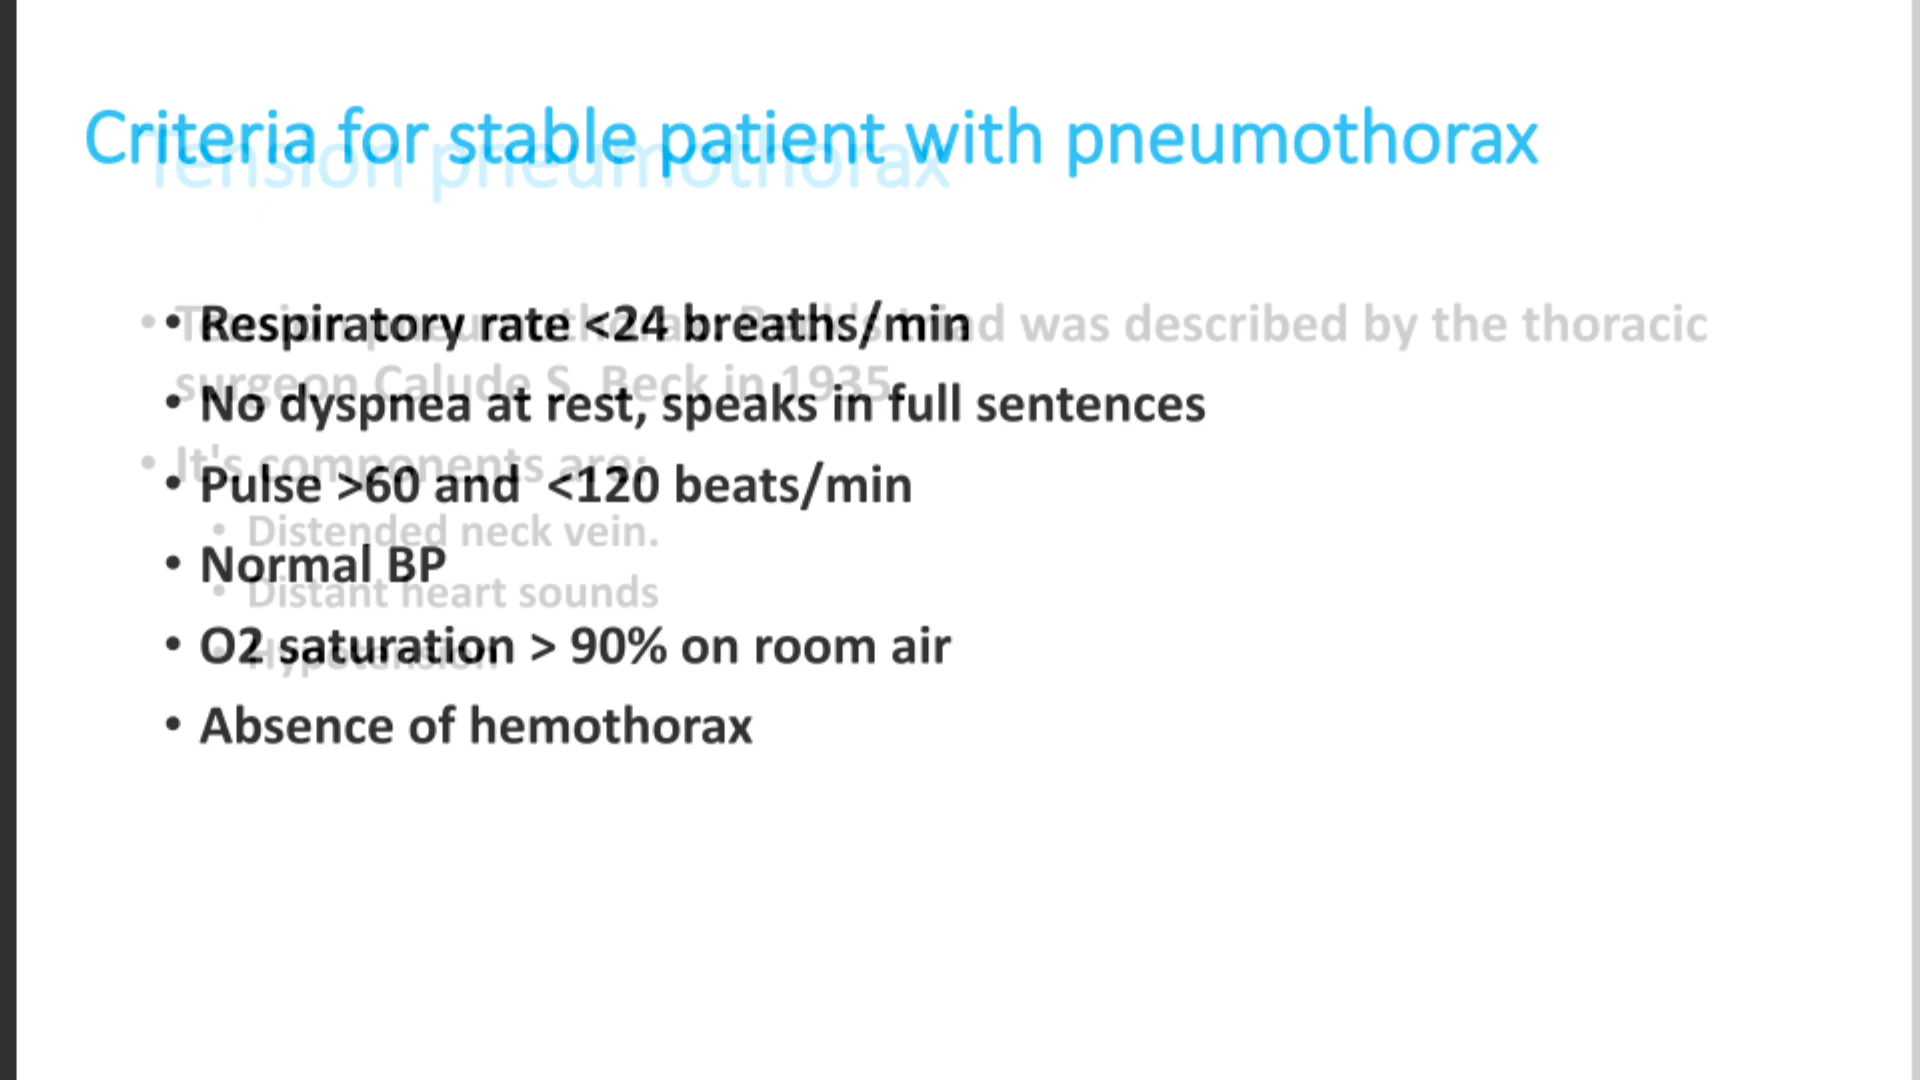 Criteria for stable patient with pneumothorax
Tension pneumothorax
• Respiratory rate <24 breaths/min
was described by the thoracic
surgeon Calude S. Beck in 1935
• No dyspnea at rest, speaks in full sentences
• It's components are:
• Pulse >60 and <120 beats/min
• Distended neck vein.
• Normal BP
• Distant heart sounds
• O2 saturation > 90% on room air
• Hypotension
• Absence of hemothorax